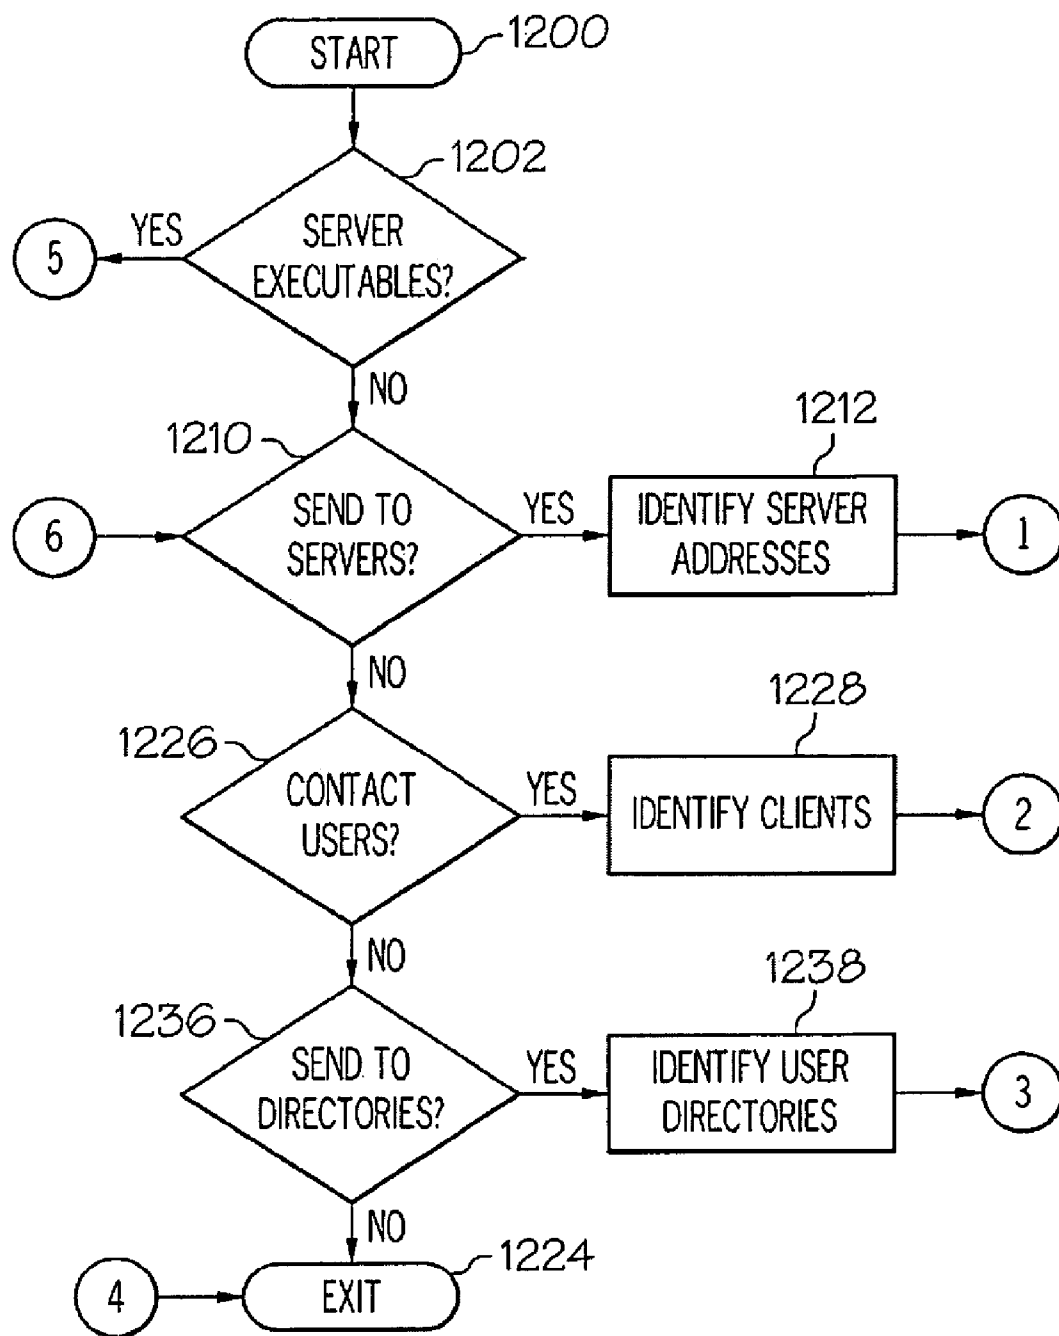 START
1200
1202
SERVER
EXECUTABLES?
YES
5
NO
1210
SEND TO
SERVERS?
6
YES
1212
IDENTIFY SERVER
ADDRESSES
1
NO
1226
CONTACT
USERS?
YES
1228
IDENTIFY CLIENTS
2
NO
1236
SEND TO
DIRECTORIES?
YES
1238
IDENTIFY USER
DIRECTORIES
3
NO
4
EXIT
1224